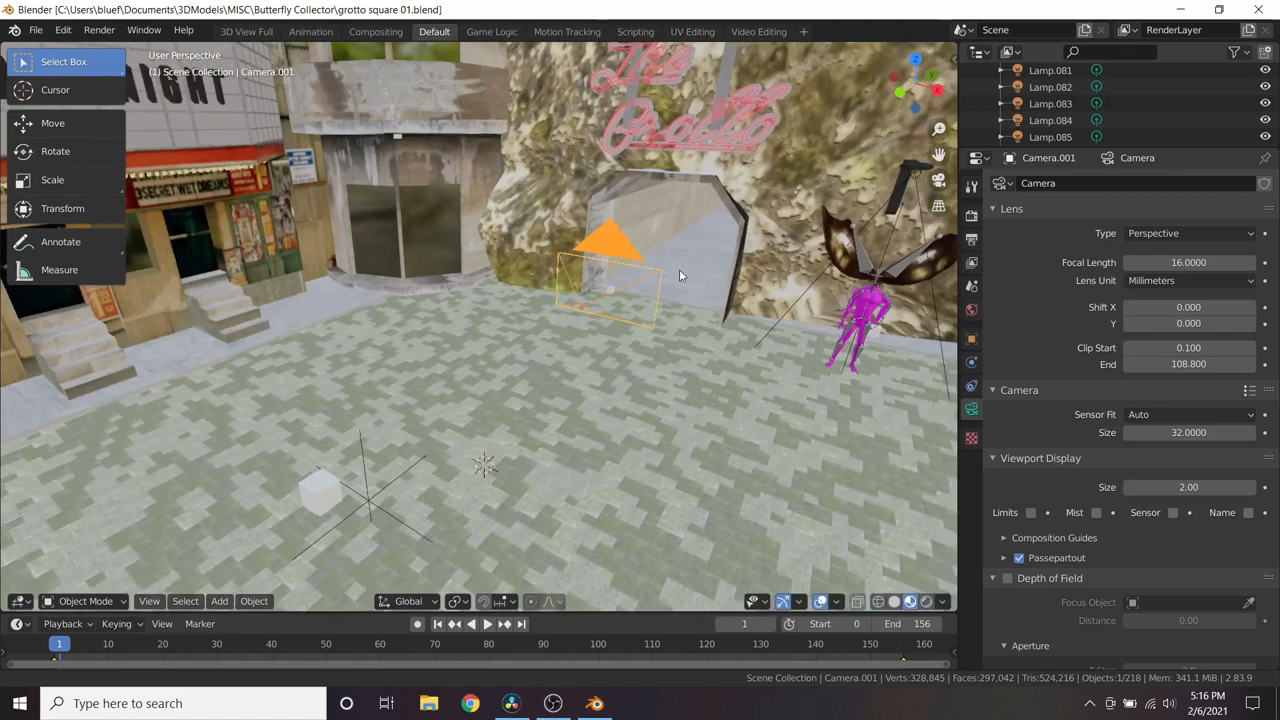 Blender [C:\Users\bluef\Documents\3DModels\MISC\Butterfly Collector\grotto square 01.blend]
File Edit Render Window Help
3D View Full Animation Compositing Default Game Logic Motion Tracking Scripting UV Editing Video Editing +
Scene RenderLayer
Select Box
Cursor
Move
Rotate
Scale
Transform
Annotate
Measure
User Perspective
(1) Scene Collection | Camera.001
NIGHT
The
Grotto
SECRET WET DREAMS
Z
Y
X
Lamp.081
Lamp.082
Lamp.083
Lamp.084
Lamp.085
Camera.001 Camera
Camera
Lens
Type Perspective
Focal Length 16.0000
Lens Unit Millimeters
Shift X 0.000
Y 0.000
Clip Start 0.100
End 108.800
Camera
Sensor Fit Auto
Size 32.0000
Viewport Display
Size 2.00
Limits Mist Sensor Name
Composition Guides
Passepartout
Depth of Field
Focus Object
Distance 0.00
Aperture
Object Mode View Select Add Object Global
Playback Keying View Marker 1 Start 0 End 156
1 10 20 30 40 50 60 70 80 90 100 110 120 130 140 150 160
Scene Collection | Camera.001 | Verts:328,845 | Faces:297,042 | Tris:524,216 | Objects:1/218 | Mem: 341.1 MiB | 2.83.9
Type here to search
5:16 PM
2/6/2021